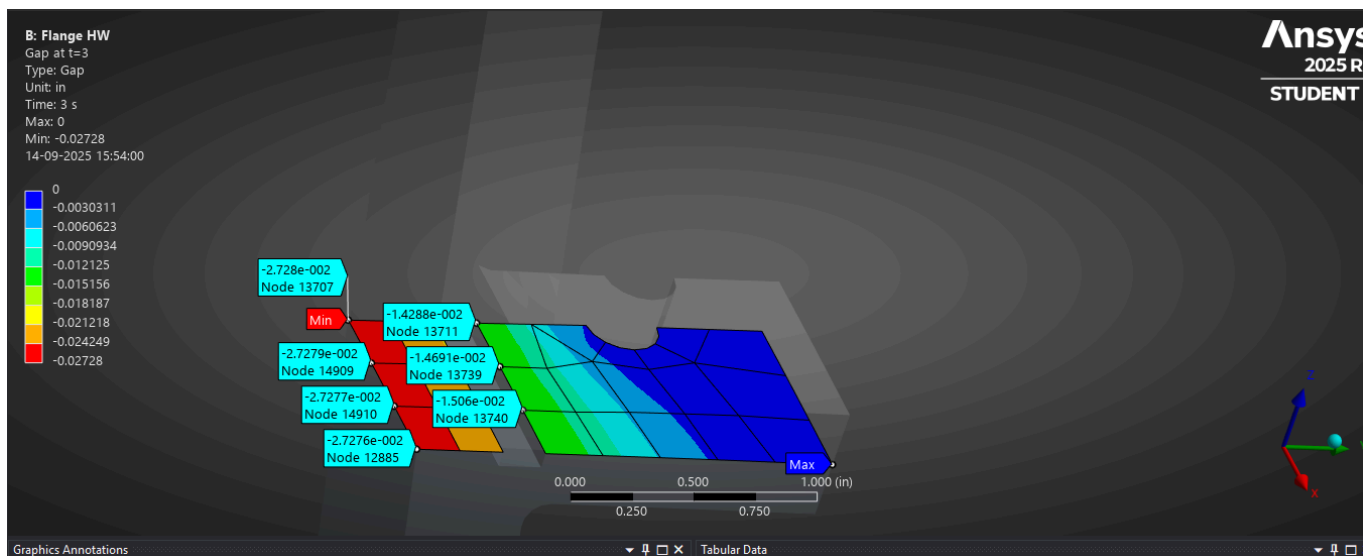 B: Flange HW
Gap at t=3
Type: Gap
Unit: in
Time: 3 s
Max: 0
Min: -0.02728
14-09-2025 15:54:00
0
-0.0030311
-0.0060623
-0.0090934
-0.012125
-0.015156
-0.018187
-0.021218
-0.024249
-0.02728
Ansys
2025 R
STUDENT
-2.728e-002
Node 13707
Min
-1.4288e-002
Node 13711
-2.7279e-002
Node 14909
-1.4691e-002
Node 13739
-2.7277e-002
Node 14910
-1.506e-002
Node 13740
-2.7276e-002
Node 12885
Max
0.000
0.500
1.000 (in)
0.250
0.750
Z
X
Graphics Annotations
Tabular Data